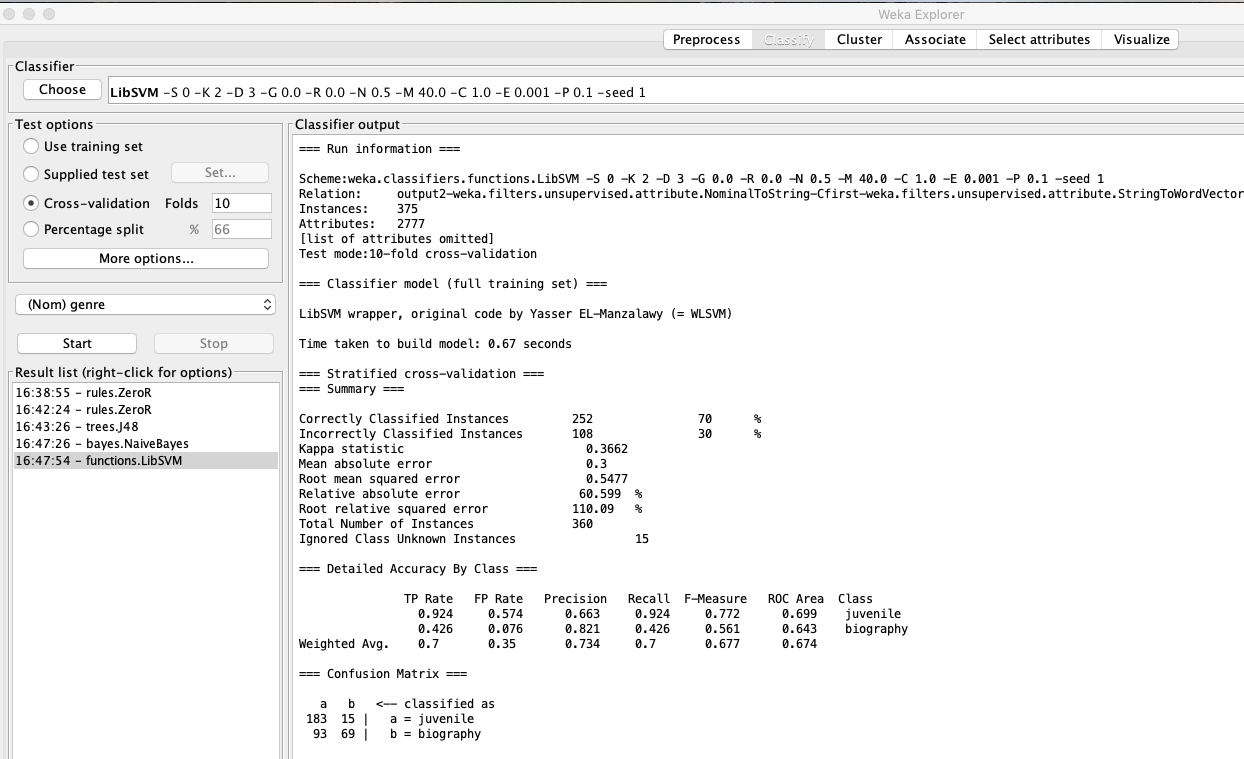 Weka Explorer
Preprocess Classify Cluster Associate Select attributes Visualize
Classifier
Choose LibSVM -S 0 -K 2 -D 3 -G 0.0 -R 0.0 -N 0.5 -M 40.0 -C 1.0 -E 0.001 -P 0.1 -seed 1
Test options
Use training set
Supplied test set Set...
Cross-validation Folds 10
Percentage split % 66
More options...
(Nom) genre
Start Stop
Result list (right-click for options)
16:38:55 - rules.ZeroR
16:42:24 - rules.ZeroR
16:43:26 - trees.J48
16:47:26 - bayes.NaiveBayes
16:47:54 - functions.LibSVM
Classifier output
=== Run information ===
Scheme:weka.classifiers.functions.LibSVM -S 0 -K 2 -D 3 -G 0.0 -R 0.0 -N 0.5 -M 40.0 -C 1.0 -E 0.001 -P 0.1 -seed 1
Relation: output2-weka.filters.unsupervised.attribute.NominalToString-Cfirst-weka.filters.unsupervised.attribute.StringToWordVector
Instances: 375
Attributes: 2777
[list of attributes omitted]
Test mode:10-fold cross-validation
=== Classifier model (full training set) ===
LibSVM wrapper, original code by Yasser EL-Manzalawy (= WLSVM)
Time taken to build model: 0.67 seconds
=== Stratified cross-validation ===
=== Summary ===
Correctly Classified Instances 252 70 %
Incorrectly Classified Instances 108 30 %
Kappa statistic 0.3662
Mean absolute error 0.3
Root mean squared error 0.5477
Relative absolute error 60.599 %
Root relative squared error 110.09 %
Total Number of Instances 360
Ignored Class Unknown Instances 15
=== Detailed Accuracy By Class ===
TP Rate FP Rate Precision Recall F-Measure ROC Area Class
0.924 0.574 0.663 0.924 0.772 0.699 juvenile
0.426 0.076 0.821 0.426 0.561 0.643 biography
Weighted Avg. 0.7 0.35 0.734 0.7 0.677 0.674
=== Confusion Matrix ===
a b <-- classified as
183 15 | a = juvenile
93 69 | b = biography